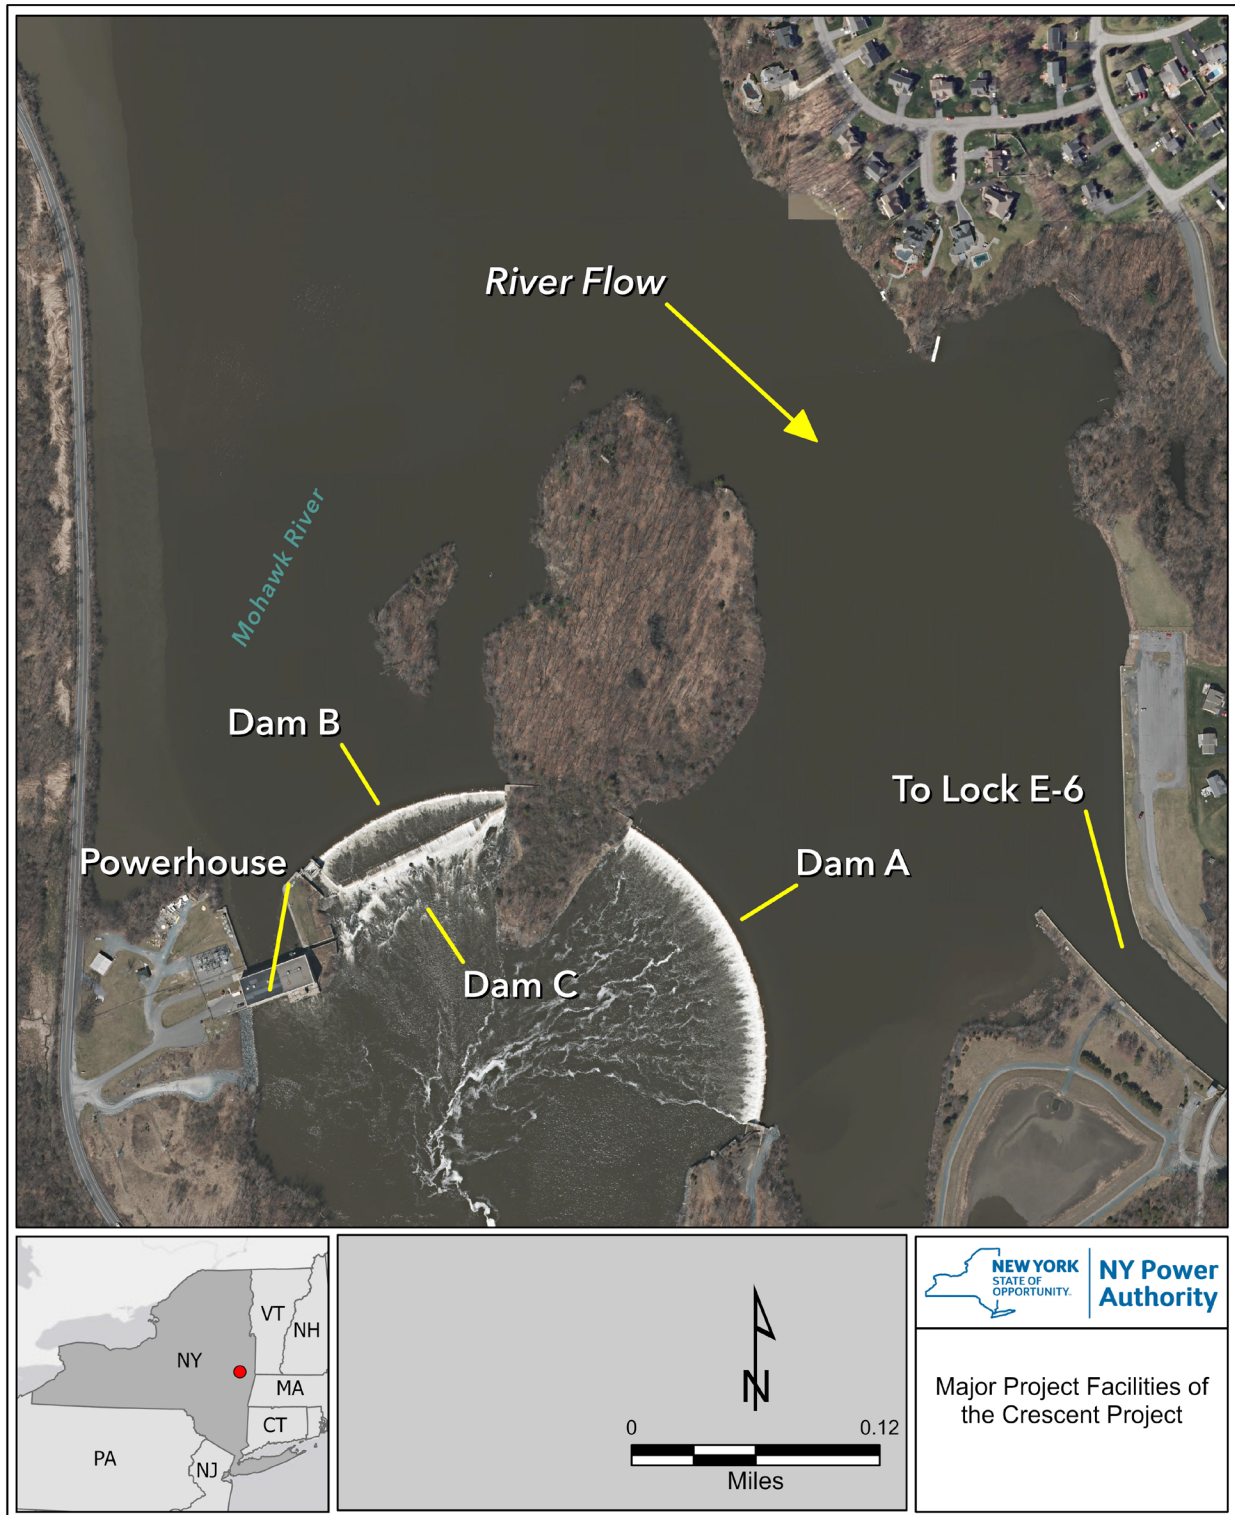 River Flow
Mohawk River
Dam B
To Lock E-6
Powerhouse
Dam A
Dam C
VT
NH
NY
MA
CT
PA
NJ
N
0 0.12
Miles
NEW YORK
STATE OF
OPPORTUNITY.
NY Power
Authority
Major Project Facilities of
the Crescent Project